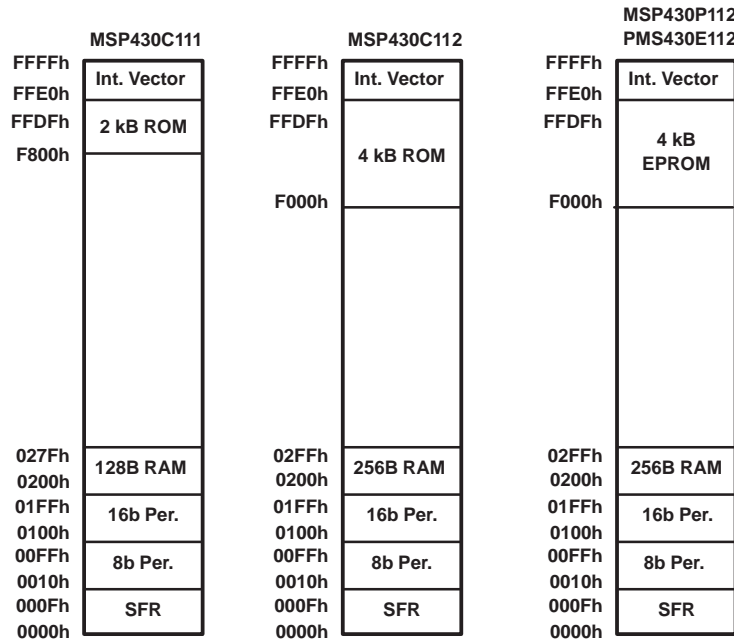 MSP430P112
MSP430C111
MSP430C112
PMS430E112
FFFFh
Int. Vector
FFE0h
FFDFh
2 kB ROM
F800h
027Fh
128B RAM
0200h
01FFh
16b Per.
0100h
00FFh
8b Per.
0010h
000Fh
SFR
0000h
FFFFh
Int. Vector
FFE0h
FFDFh
4 kB ROM
F000h
02FFh
256B RAM
0200h
01FFh
16b Per.
0100h
00FFh
8b Per.
0010h
000Fh
SFR
0000h
FFFFh
Int. Vector
FFE0h
FFDFh
4 kB
EPROM
F000h
02FFh
256B RAM
0200h
01FFh
16b Per.
0100h
00FFh
8b Per.
0010h
000Fh
SFR
0000h